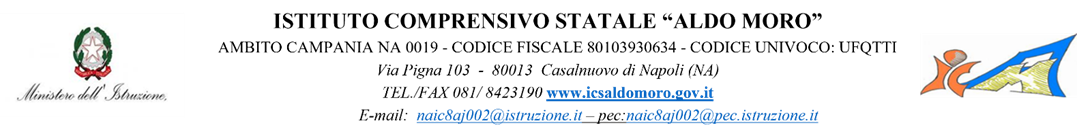 ISTITUTO COMPRENSIVO STATALE “ALDO MORO”
AMBITO CAMPANIA NA 0019 - CODICE FISCALE 80103930634 - CODICE UNIVOCO: UFQTTI
Via Pigna 103 - 80013 Casalnuovo di Napoli (NA)
TEL./FAX 081/ 8423190 www.icsaldomoro.gov.it
E-mail: naic8aj002@istruzione.it – pec:naic8aj002@pec.istruzione.it
Ministero dell'Istruzione,